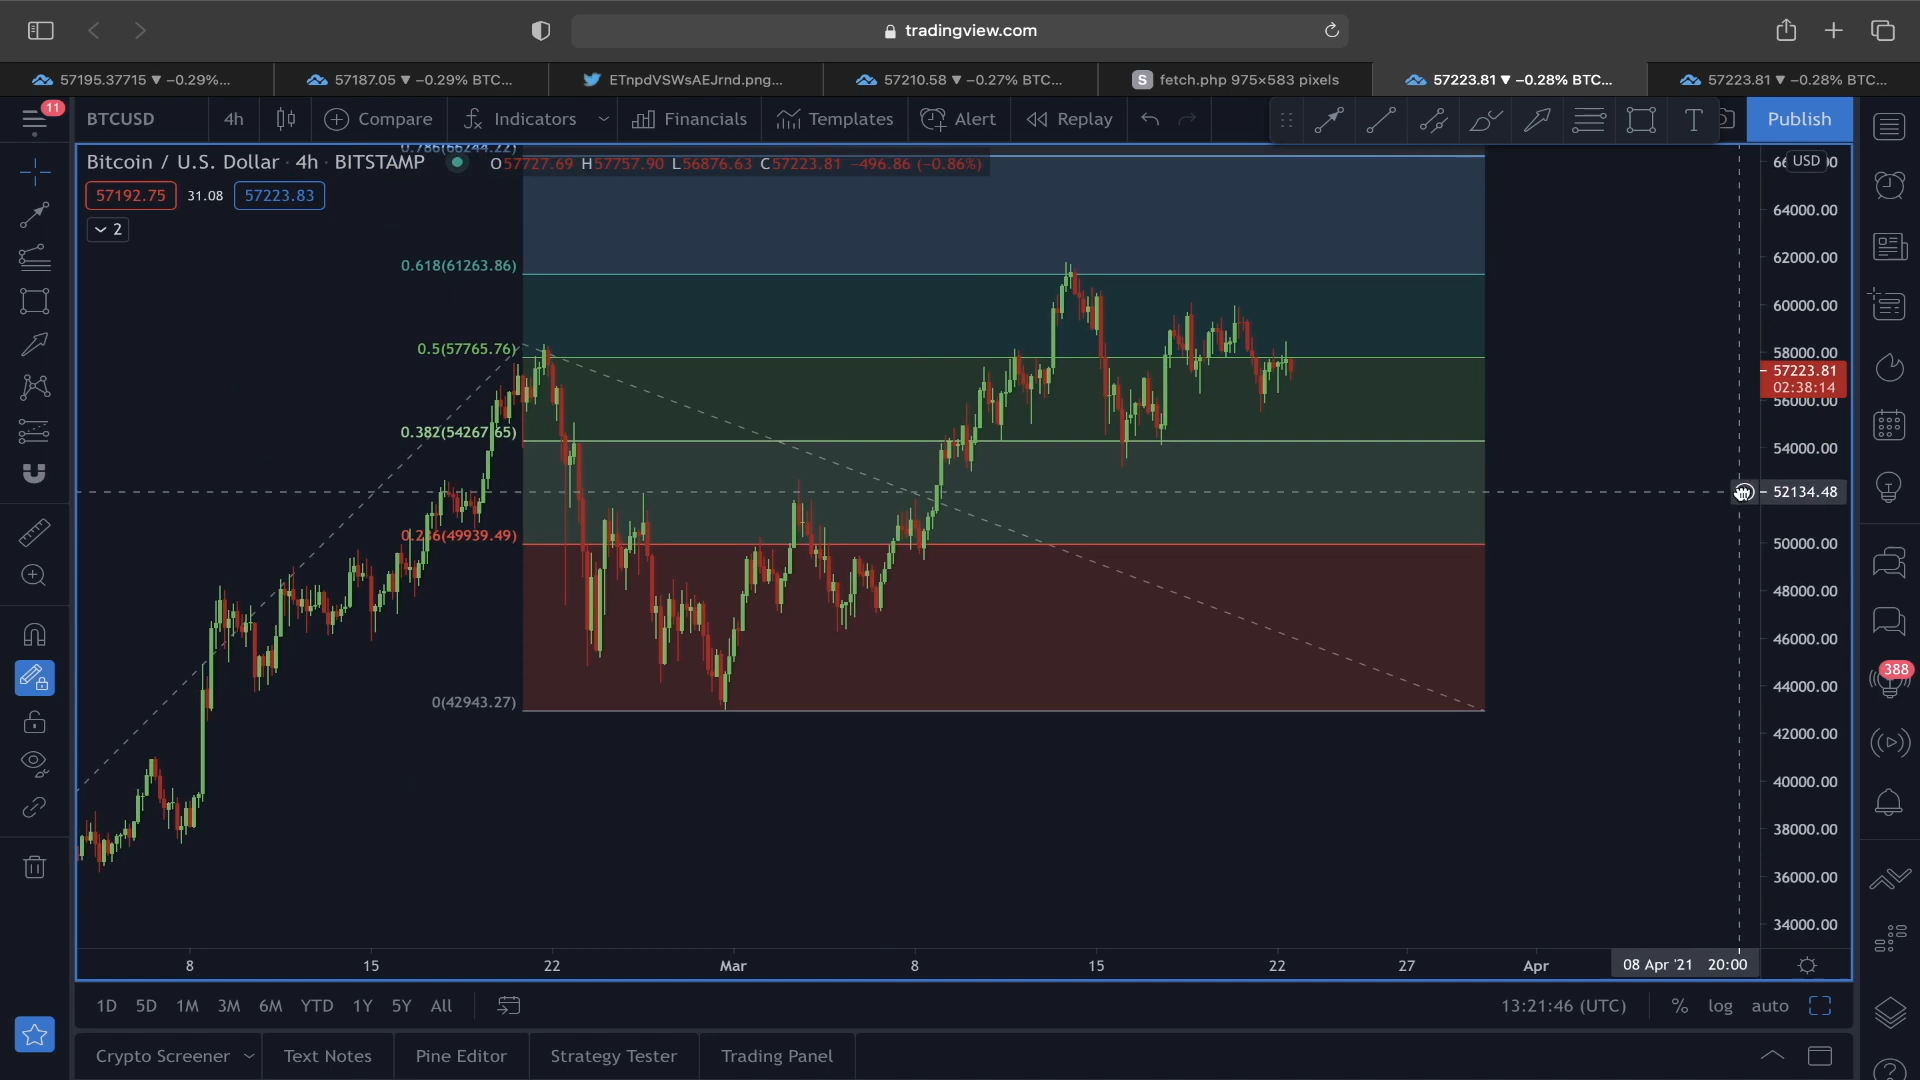 tradingview.com
57195.37715 ▼ −0.29%...
57187.05 ▼ −0.29% BTC...
ETnpdVSWsAEJrnd.png...
57210.58 ▼ −0.27% BTC...
S fetch.php 975×583 pixels
57223.81 ▼ −0.28% BTC...
57223.81 ▼ −0.28% BTC...
11
BTCUSD
4h
Compare
Indicators
Financials
Templates
Alert
Replay
T
Publish
0.786(66244.22)
Bitcoin / U.S. Dollar · 4h · BITSTAMP
O57727.69 H57757.90 L56876.63 C57223.81 −496.86 (−0.86%)
USD
57192.75 31.08 57223.83
2
64000.00
0.618(61263.86)
62000.00
60000.00
0.5(57765.76)
58000.00
57223.81
02:38:14
56000.00
0.382(54267.65)
54000.00
52134.48
0.236(49939.49)
50000.00
48000.00
46000.00
388
44000.00
0(42943.27)
42000.00
40000.00
38000.00
36000.00
34000.00
8 15 22 Mar 8 15 22 27 Apr 08 Apr '21 20:00
1D 5D 1M 3M 6M YTD 1Y 5Y All
13:21:46 (UTC) % log auto
Crypto Screener Text Notes Pine Editor Strategy Tester Trading Panel